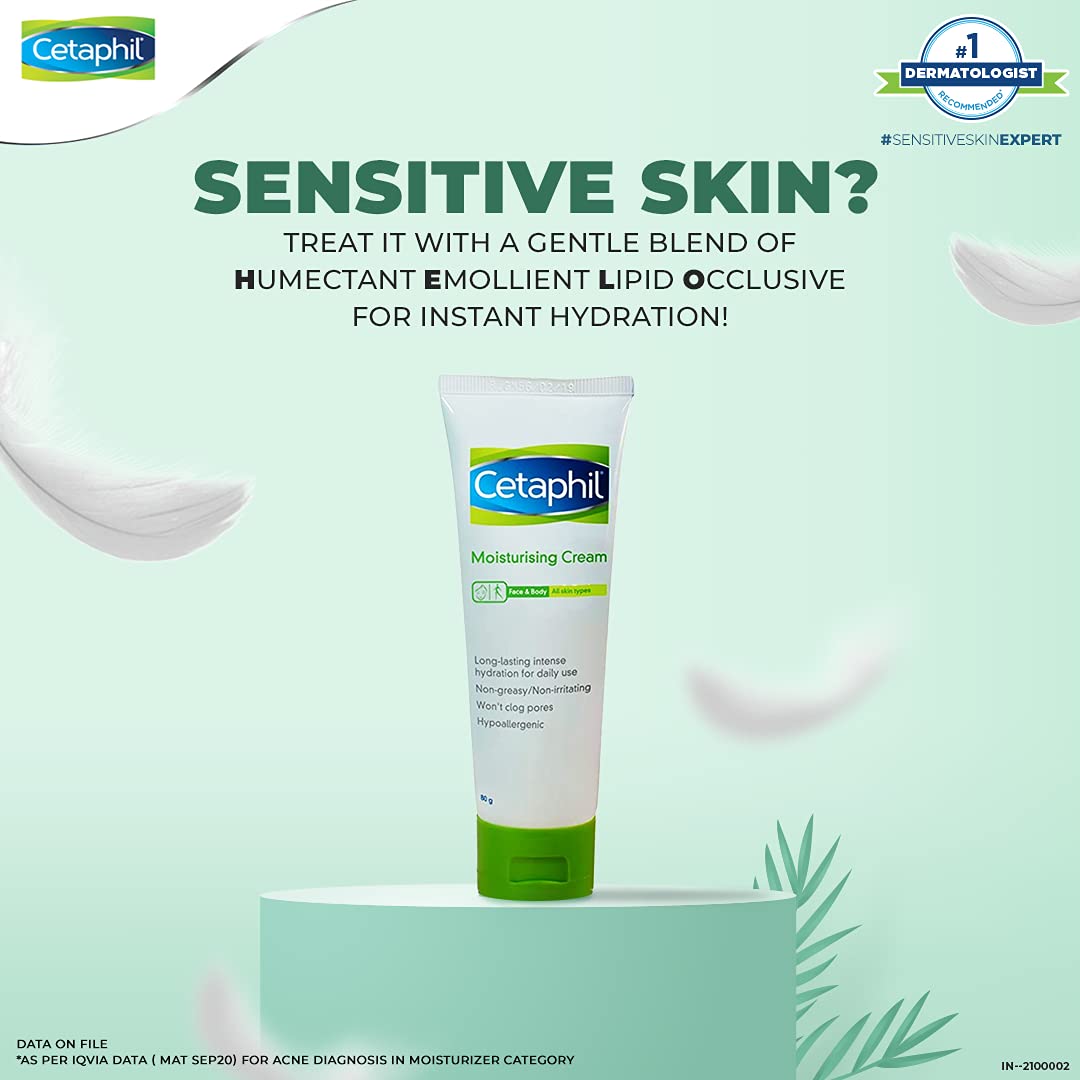 Cetaphil
#1
DERMATOLOGIST
RECOMMENDED*
#SENSITIVESKINEXPERT
SENSITIVE SKIN?
TREAT IT WITH A GENTLE BLEND OF
HUMECTANT EMOLLIENT LIPID OCCLUSIVE
FOR INSTANT HYDRATION!
Cetaphil
Moisturising Cream
Face & Body All skin types
Long-lasting intense
hydration for daily use
Non-greasy/Non-irritating
Won't clog pores
Hypoallergenic
80 g
DATA ON FILE
*AS PER IQVIA DATA ( MAT SEP20) FOR ACNE DIAGNOSIS IN MOISTURIZER CATEGORY
IN--2100002